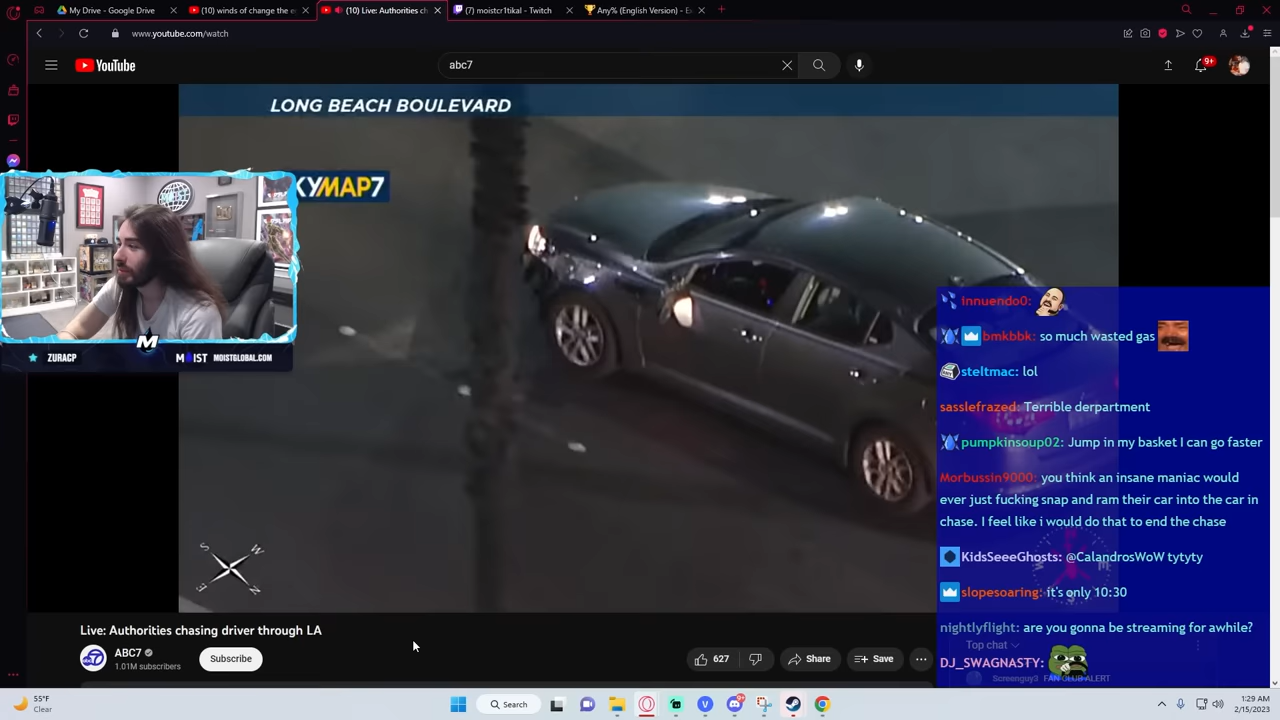 My Drive - Google Drive
(10) winds of change the e
(10) Live: Authorities c
(7) moistcr1tikal - Twitch
Any% (English Version) - Ex
www.youtube.com/watch
YouTube
abc7
9+
LONG BEACH BOULEVARD
KYMAP7
ZURACP
M
MOIST MOISTGLOBAL.COM
S W
E N
innuendo0:
bmkbbk: so much wasted gas
steltmac: lol
sasslefrazed: Terrible derpartment
pumpkinsoup02: Jump in my basket I can go faster
Morbussin9000: you think an insane maniac would
ever just fucking snap and ram their car into the car in
chase. I feel like i would do that to end the chase
KidsSeeeGhosts: @CalandrosWoW tytyty
slopesoaring: it's only 10:30
nightlyflight: are you gonna be streaming for awhile?
Top chat
DJ_SWAGNASTY:
Screenguy3 FAN CLUB ALERT
Live: Authorities chasing driver through LA
ABC7
1.01M subscribers
Subscribe
627
Share
Save
55°F
Clear
Search
1:29 AM
2/15/2023